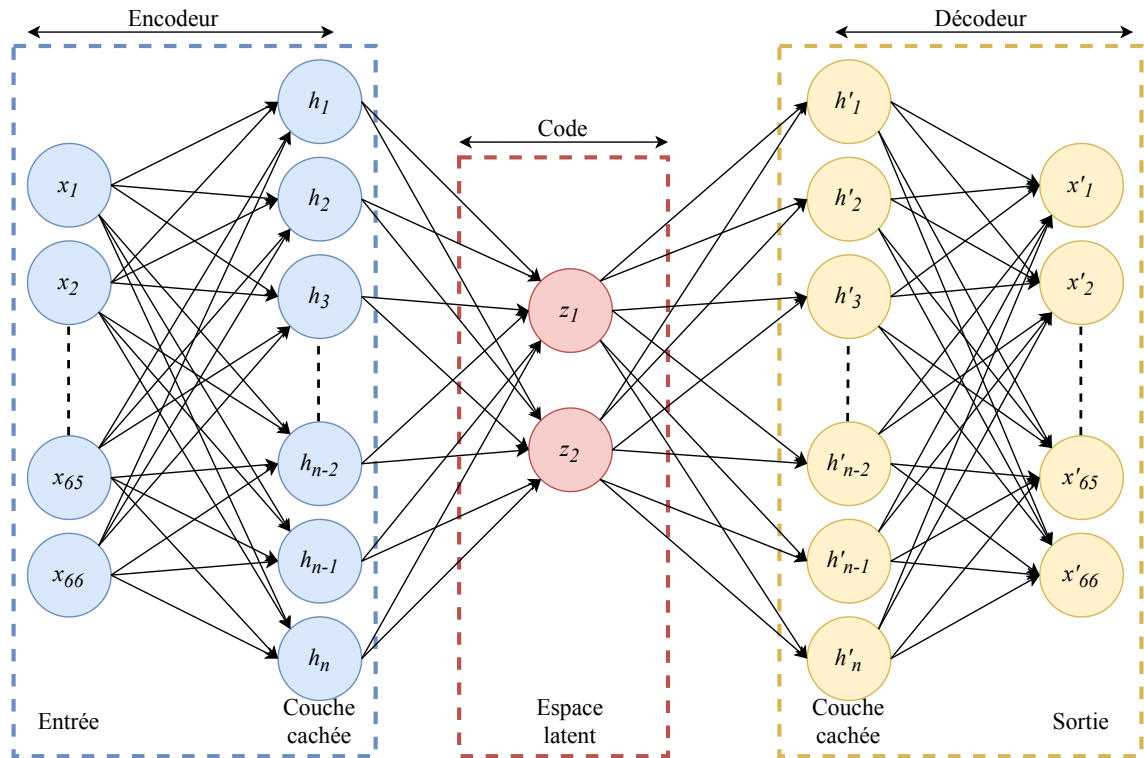 Encodeur
Décodeur
Code
x1
x2
x65
x66
h1
h2
h3
hn-2
hn-1
hn
z1
z2
h'1
h'2
h'3
h'n-2
h'n-1
h'n
x'1
x'2
x'65
x'66
Entrée
Couche
cachée
Espace
latent
Couche
cachée
Sortie